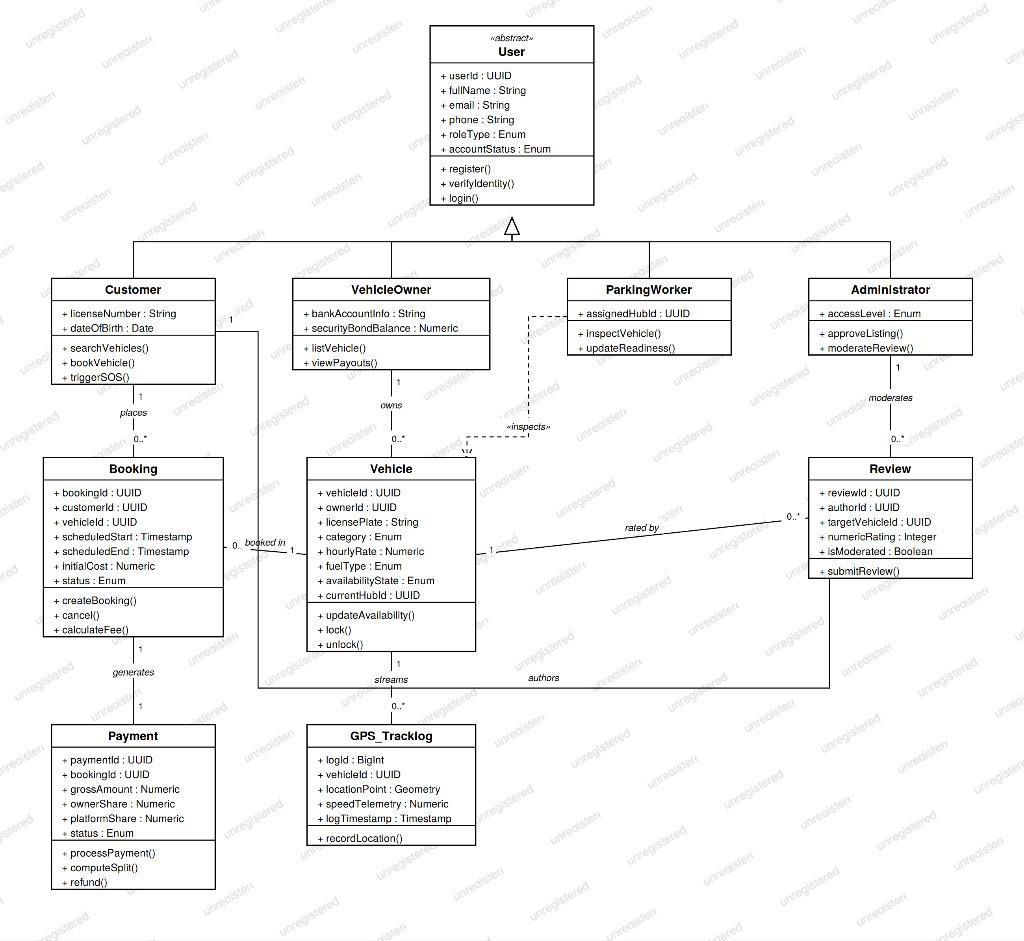 «abstract»
User
+ userId : UUID
+ fullName : String
+ email : String
+ phone : String
+ roleType : Enum
+ accountStatus : Enum
+ register()
+ verifyIdentity()
+ login()
Customer
+ licenseNumber : String
+ dateOfBirth : Date
+ searchVehicles()
+ bookVehicle()
+ triggerSOS()
VehicleOwner
+ bankAccountInfo : String
+ securityBondBalance : Numeric
+ listVehicle()
+ viewPayouts()
ParkingWorker
+ assignedHubId : UUID
+ inspectVehicle()
+ updateReadiness()
Administrator
+ accessLevel : Enum
+ approveListing()
+ moderateReview()
1
1
places
0..*
1
owns
0..*
«inspects»
1
moderates
0..*
Booking
+ bookingId : UUID
+ customerId : UUID
+ vehicleId : UUID
+ scheduledStart : Timestamp
+ scheduledEnd : Timestamp
+ initialCost : Numeric
+ status : Enum
+ createBooking()
+ cancel()
+ calculateFee()
0..
booked in
1
Vehicle
+ vehicleId : UUID
+ ownerId : UUID
+ licensePlate : String
+ category : Enum
+ hourlyRate : Numeric
+ fuelType : Enum
+ availabilityState : Enum
+ currentHubId : UUID
+ updateAvailability()
+ lock()
+ unlock()
1
rated by
0..*
Review
+ reviewId : UUID
+ authorId : UUID
+ targetVehicleId : UUID
+ numericRating : Integer
+ isModerated : Boolean
+ submitReview()
1
generates
1
1
streams
0..*
authors
Payment
+ paymentId : UUID
+ bookingId : UUID
+ grossAmount : Numeric
+ ownerShare : Numeric
+ platformShare : Numeric
+ status : Enum
+ processPayment()
+ computeSplit()
+ refund()
GPS_Tracklog
+ logId : BigInt
+ vehicleId : UUID
+ locationPoint : Geometry
+ speedTelemetry : Numeric
+ logTimestamp : Timestamp
+ recordLocation()
unregistered